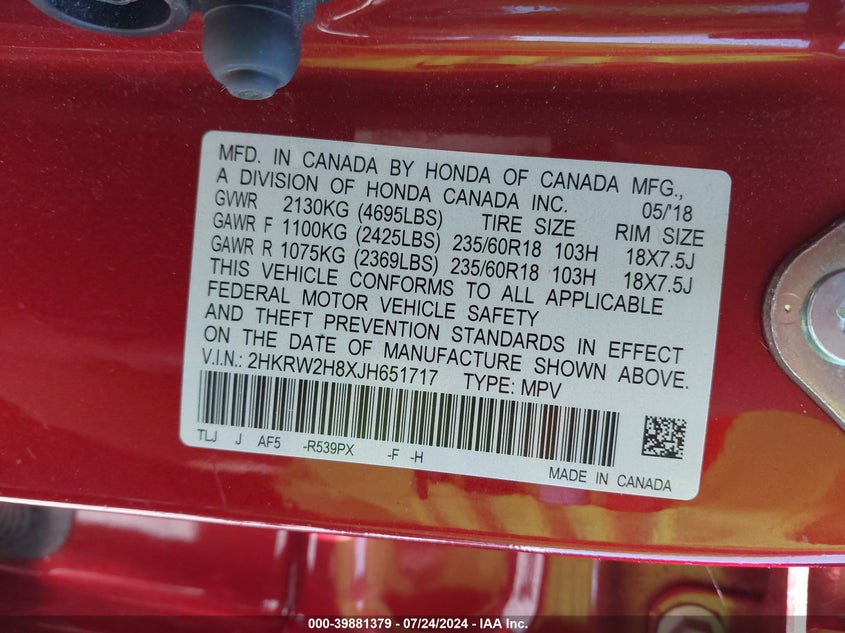 MFD. IN CANADA BY HONDA OF CANADA MFG.,
A DIVISION OF HONDA CANADA INC. 05/'18
GVWR 2130KG (4695LBS) TIRE SIZE RIM SIZE
GAWR F 1100KG (2425LBS) 235/60R18 103H 18X7.5J
GAWR R 1075KG (2369LBS) 235/60R18 103H 18X7.5J
THIS VEHICLE CONFORMS TO ALL APPLICABLE
FEDERAL MOTOR VEHICLE SAFETY
AND THEFT PREVENTION STANDARDS IN EFFECT
ON THE DATE OF MANUFACTURE SHOWN ABOVE.
V.I.N.: 2HKRW2H8XJH651717 TYPE: MPV
TLJ J AF5 -R539PX -F -H
MADE IN CANADA
000-39881379 - 07/24/2024 - IAA Inc.